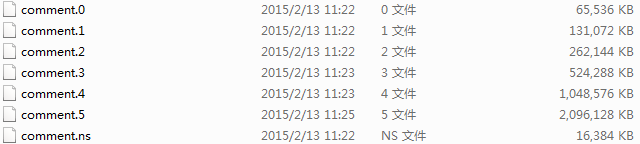 comment.0 2015/2/13 11:22 0 文件 65,536 KB
comment.1 2015/2/13 11:22 1 文件 131,072 KB
comment.2 2015/2/13 11:22 2 文件 262,144 KB
comment.3 2015/2/13 11:23 3 文件 524,288 KB
comment.4 2015/2/13 11:23 4 文件 1,048,576 KB
comment.5 2015/2/13 11:25 5 文件 2,096,128 KB
comment.ns 2015/2/13 11:22 NS 文件 16,384 KB